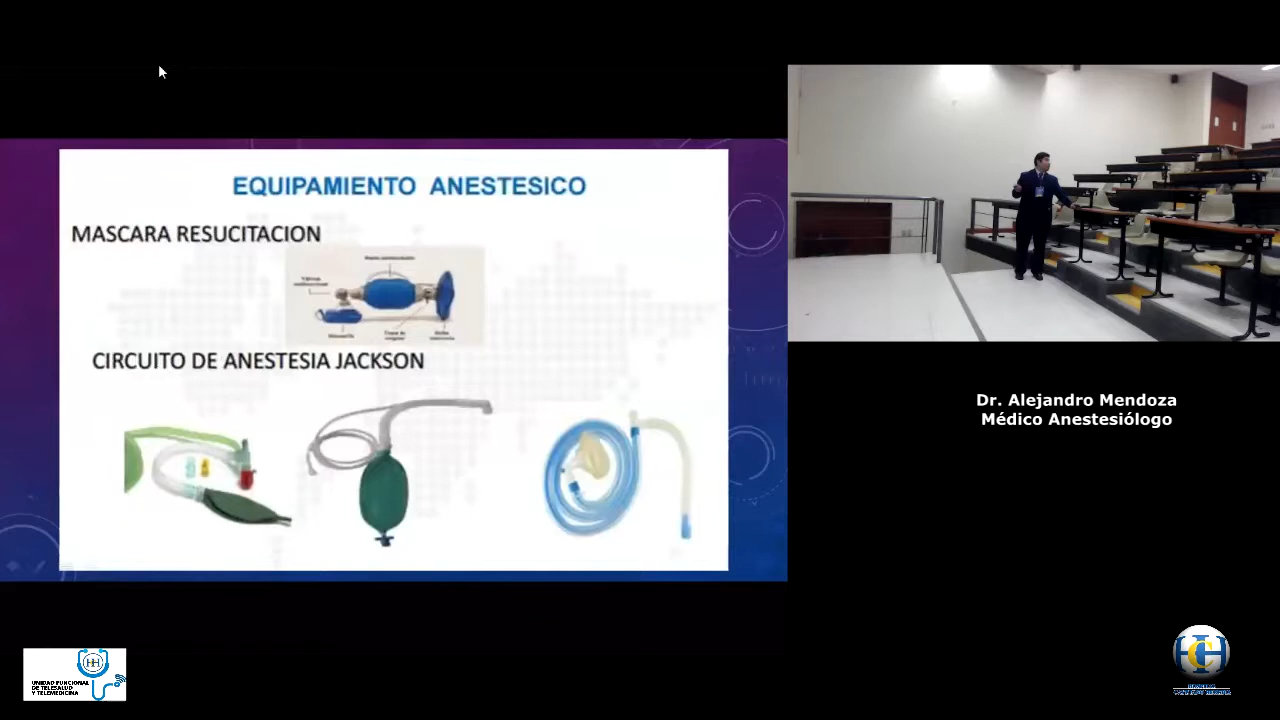 EQUIPAMIENTO ANESTESICO
MASCARA RESUCITACION
CIRCUITO DE ANESTESIA JACKSON
Dr. Alejandro Mendoza
Médico Anestesiólogo
UNIDAD FUNCIONAL
DE TELESALUD
Y TELEMEDICINA